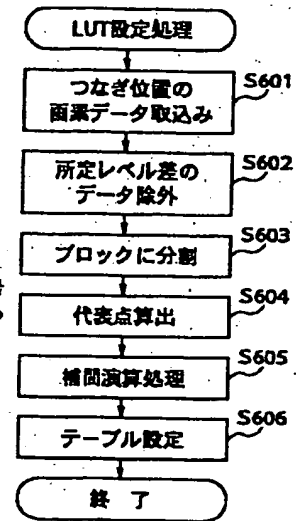 LUT設定処理
S601
つなぎ位置の
画素データ取込み
S602
所定レベル差の
データ除外
S603
ブロックに分割
S604
代表点算出
S605
補間演算処理
S606
テーブル設定
終 了